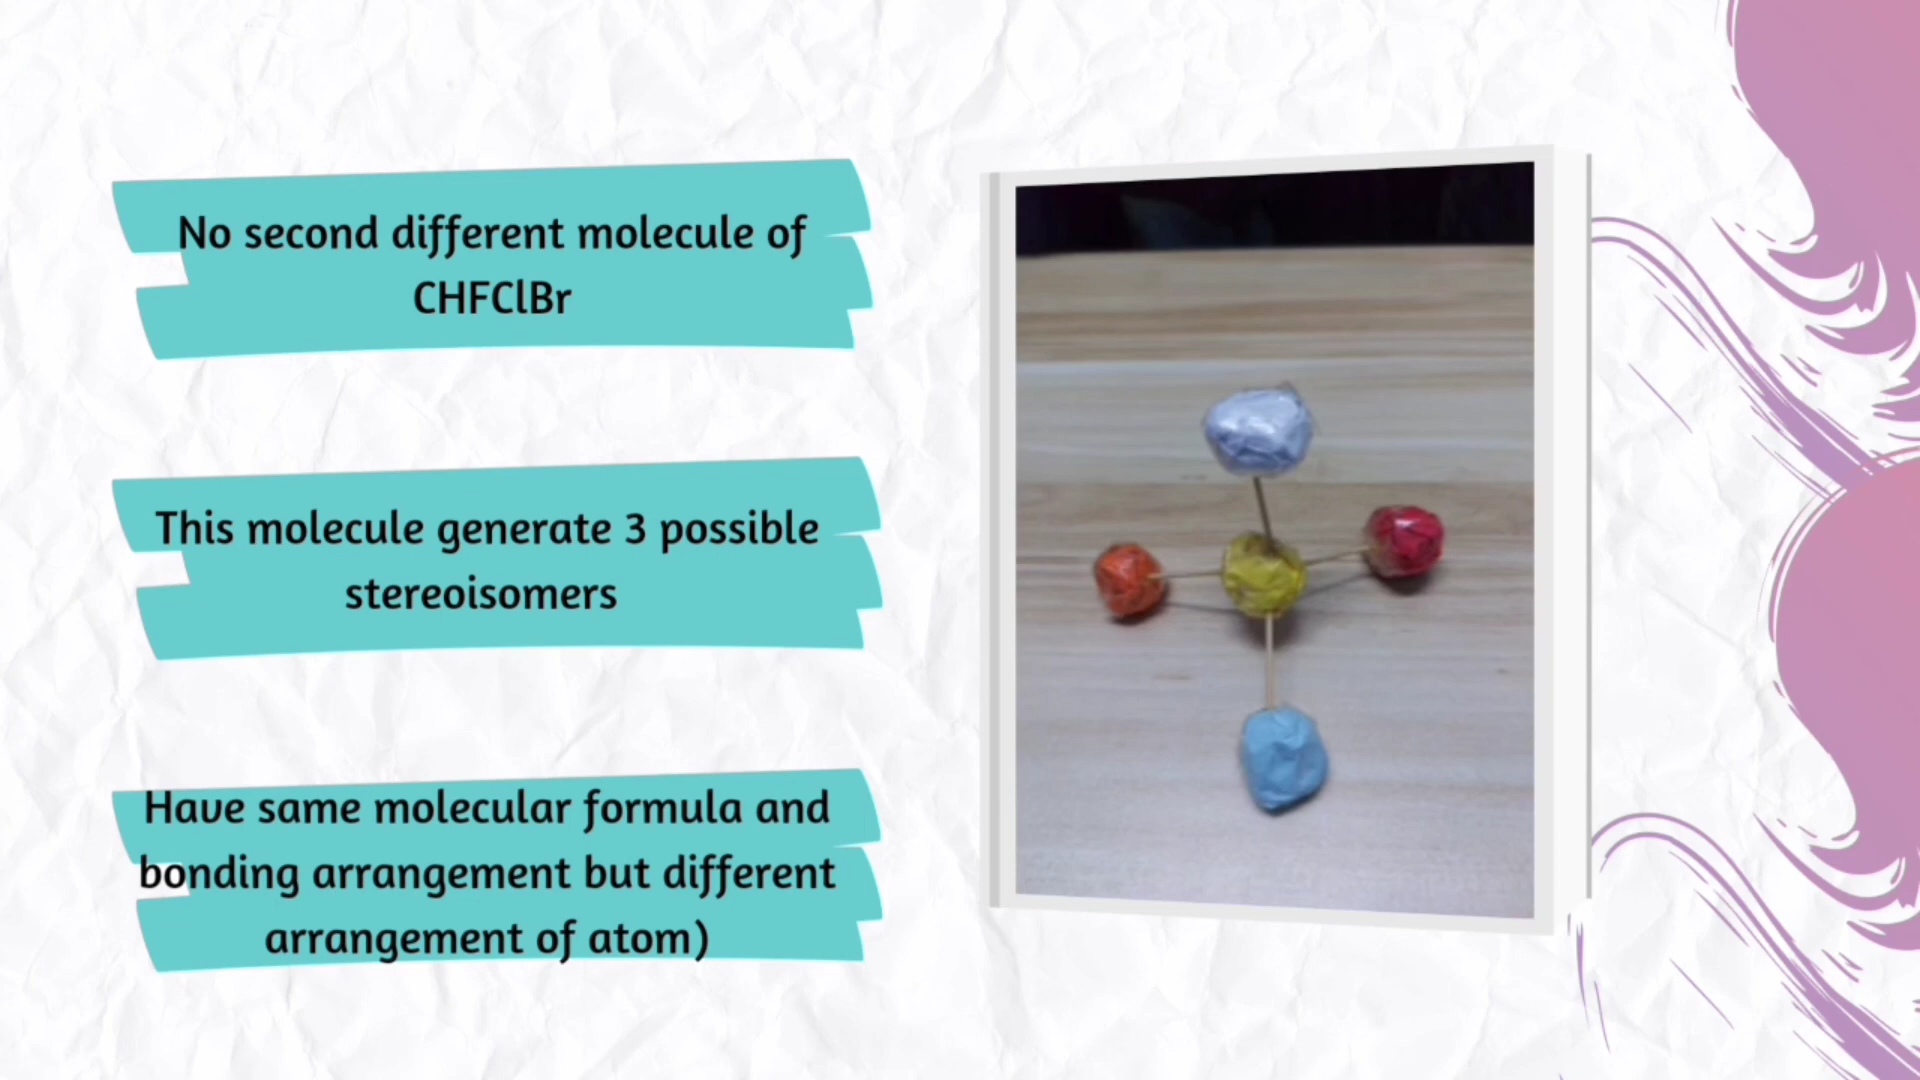 No second different molecule of
CHFClBr
This molecule generate 3 possible
stereoisomers
Have same molecular formula and
bonding arrangement but different
arrangement of atom)